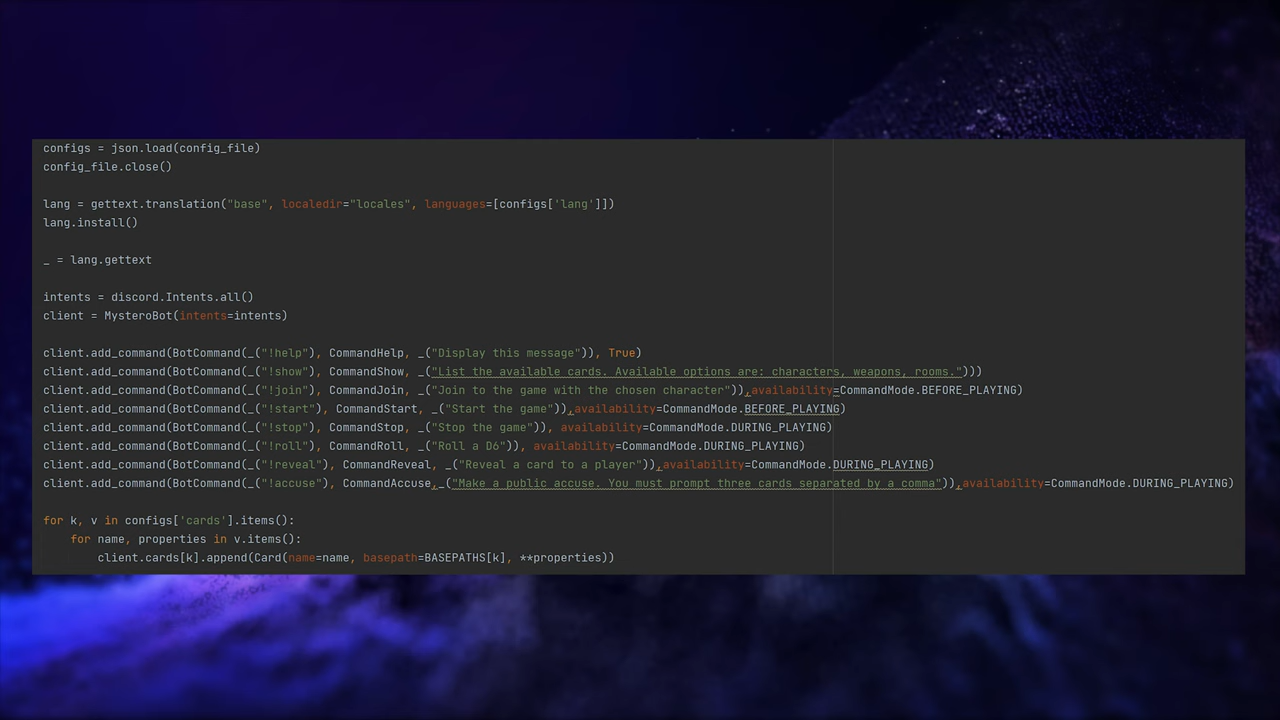 configs = json.load(config_file)
config_file.close()
lang = gettext.translation("base", localedir="locales", languages=[configs['lang']])
lang.install()
_ = lang.gettext
intents = discord.Intents.all()
client = MysteroBot(intents=intents)
client.add_command(BotCommand(_("!help"), CommandHelp, _("Display this message")), True)
client.add_command(BotCommand(_("!show"), CommandShow, _("List the available cards. Available options are: characters, weapons, rooms.")))
client.add_command(BotCommand(_("!join"), CommandJoin, _("Join to the game with the chosen character")),availability=CommandMode.BEFORE_PLAYING)
client.add_command(BotCommand(_("!start"), CommandStart, _("Start the game")),availability=CommandMode.BEFORE_PLAYING)
client.add_command(BotCommand(_("!stop"), CommandStop, _("Stop the game")), availability=CommandMode.DURING_PLAYING)
client.add_command(BotCommand(_("!roll"), CommandRoll, _("Roll a D6")), availability=CommandMode.DURING_PLAYING)
client.add_command(BotCommand(_("!reveal"), CommandReveal, _("Reveal a card to a player")),availability=CommandMode.DURING_PLAYING)
client.add_command(BotCommand(_("!accuse"), CommandAccuse,_("Make a public accuse. You must prompt three cards separated by a comma")),availability=CommandMode.DURING_PLAYING)
for k, v in configs['cards'].items():
    for name, properties in v.items():
        client.cards[k].append(Card(name=name, basepath=BASEPATHS[k], **properties))